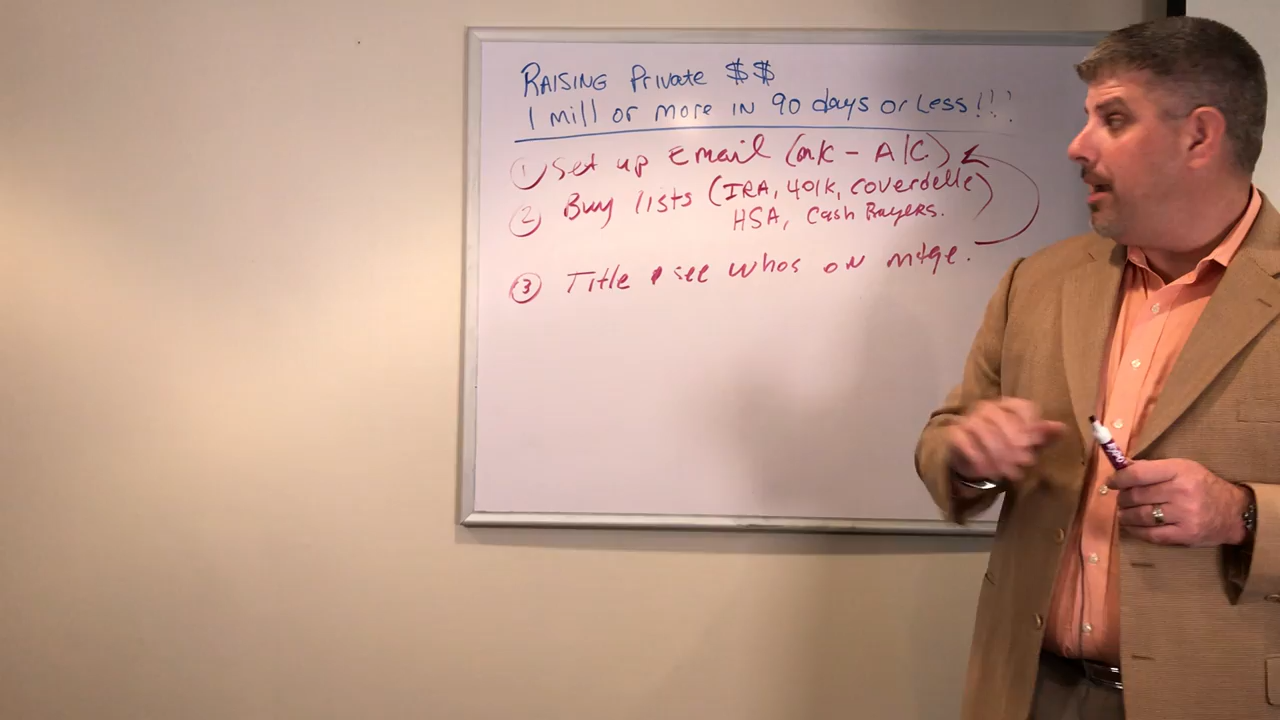 RAISING Private $$
1 mill or more in 90 days or Less!!!
① Set up Email (mk - A/C)
② Buy lists (IRA, 401k, coverdelle)
HSA, Cash Buyers.
③ Title see whos on mtge.